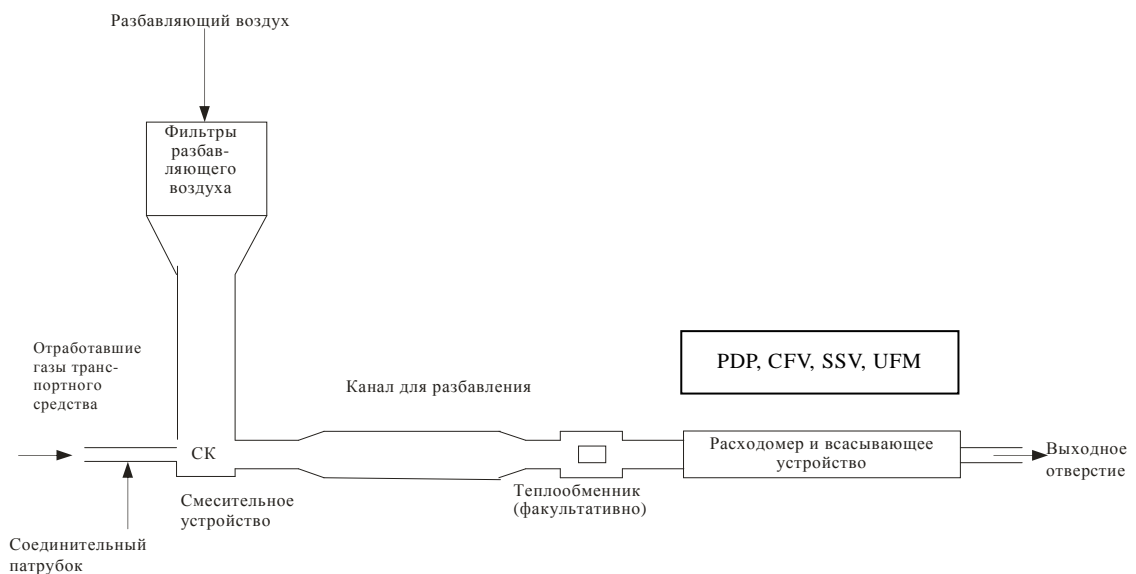 Разбавляющий воздух
Фильтры
разбав-
ляющего
воздуха
Отработавшие
газы транс-
портного
средства
PDP, CFV, SSV, UFM
Канал для разбавления
СК
Расходомер и всасывающее
устройство
Выходное
отверстие
Смесительное
устройство
Теплообменник
(факультативно)
Соединительный
патрубок